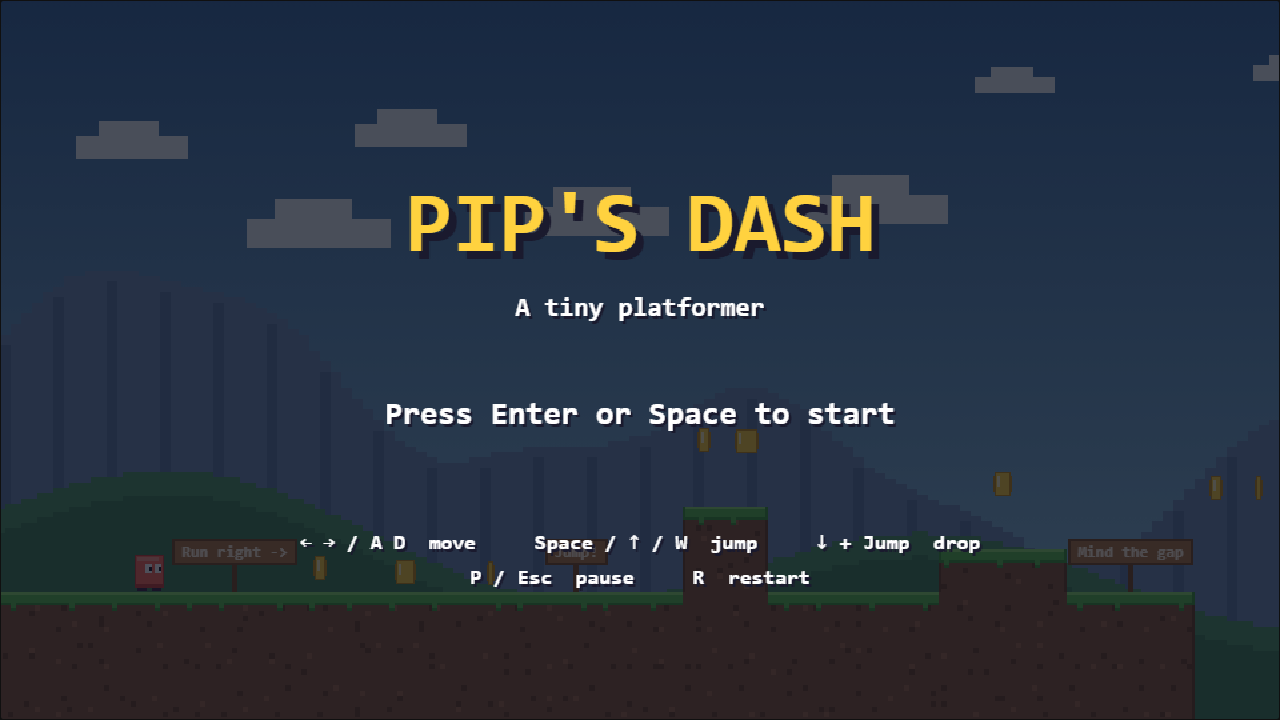 PIP'S DASH
A tiny platformer
Press Enter or Space to start
← → / A D  move     Space / ↑ / W  jump     ↓ + Jump  drop
P / Esc  pause     R  restart
Run right ->
Jump!
Mind the gap